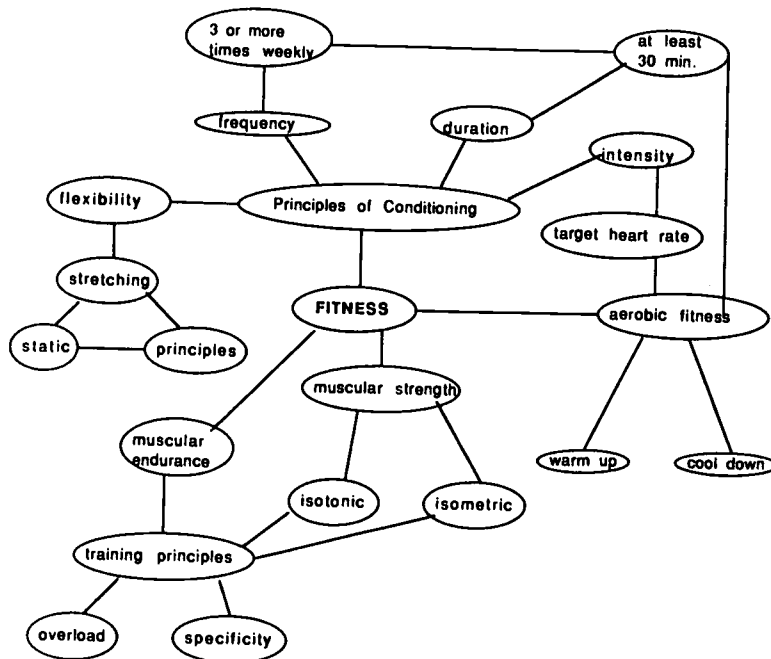 3 or more
times weekly
at least
30 min.
frequency
duration
intensity
flexibility
Principles of Conditioning
target heart rate
stretching
FITNESS
aerobic fitness
static
principles
muscular strength
muscular
endurance
warm up
cool down
isotonic
isometric
training principles
overload
specificity